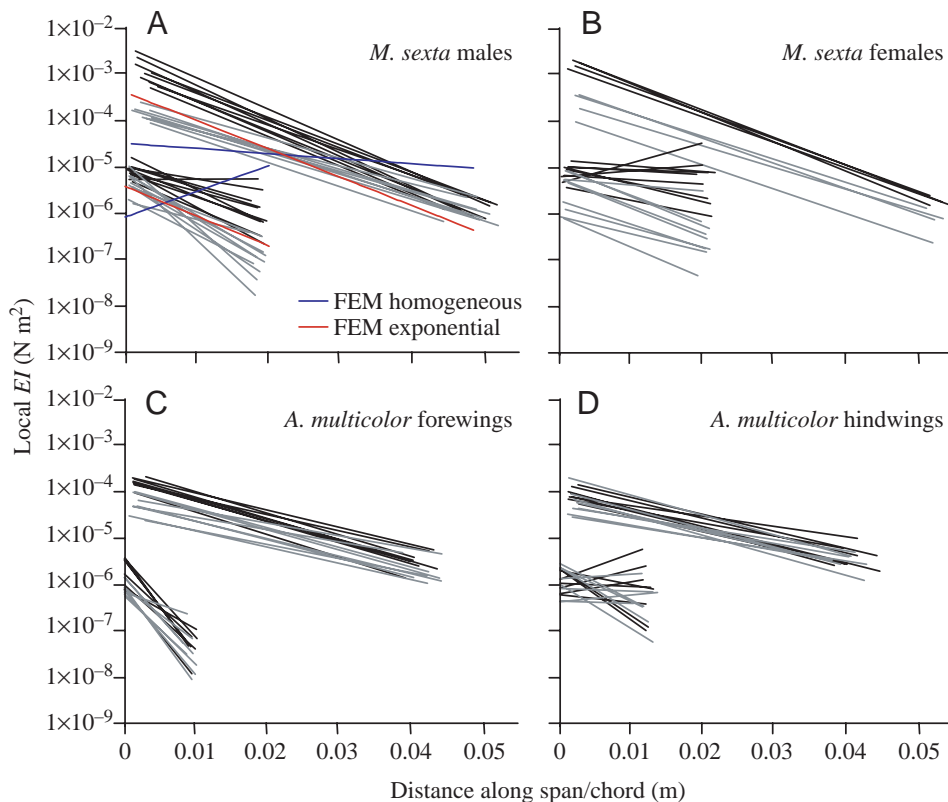 A
M. sexta males
B
M. sexta females
1×10⁻²
1×10⁻³
1×10⁻⁴
1×10⁻⁵
1×10⁻⁶
1×10⁻⁷
1×10⁻⁸
1×10⁻⁹
FEM homogeneous
FEM exponential
Local EI (N m²)
C
A. multicolor forewings
D
A. multicolor hindwings
1×10⁻²
1×10⁻³
1×10⁻⁴
1×10⁻⁵
1×10⁻⁶
1×10⁻⁷
1×10⁻⁸
1×10⁻⁹
0 0.01 0.02 0.03 0.04 0.05
0 0.01 0.02 0.03 0.04 0.05
Distance along span/chord (m)